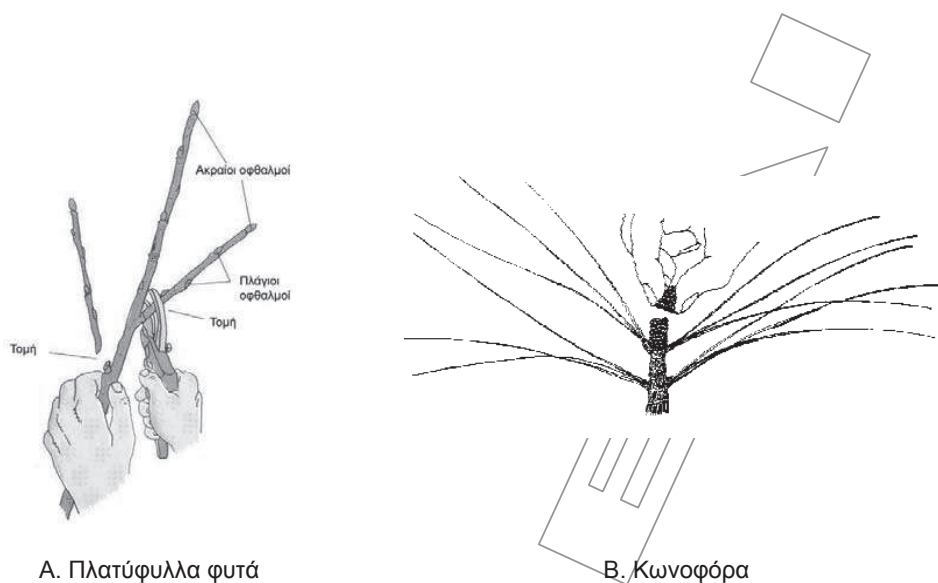 Ακραίοι οφθαλμοί
Πλάγιοι
οφθαλμοί
Τομή
Τομή
Α. Πλατύφυλλα φυτά
Β. Κωνοφόρα